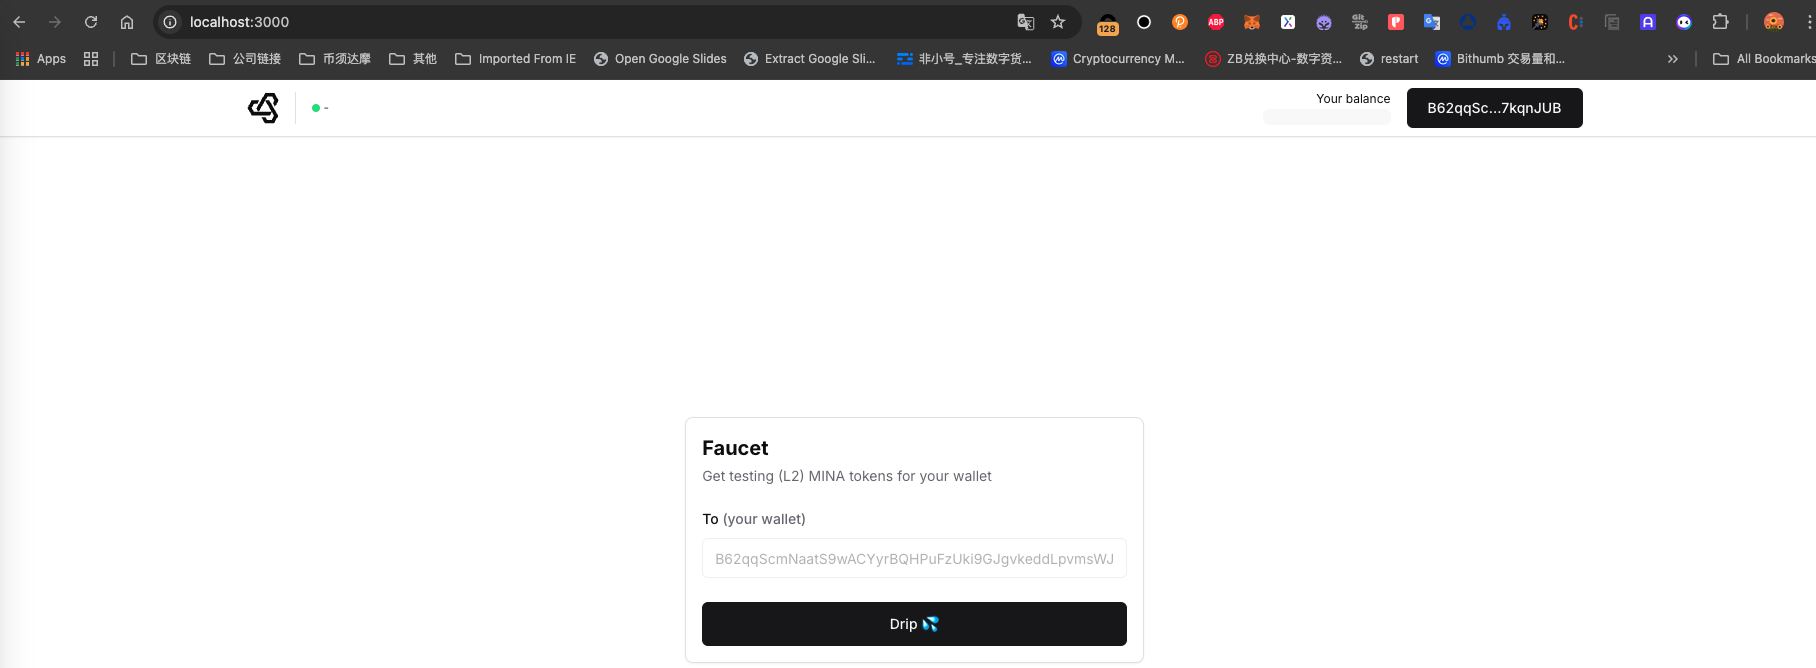 localhost:3000
128
ABP
Git
zip
Apps
区块链
公司链接
币须达摩
其他
Imported From IE
Open Google Slides
Extract Google Sli...
非小号_专注数字货...
Cryptocurrency M...
ZB兑换中心-数字资...
restart
Bithumb 交易量和...
All Bookmarks
-
Your balance
B62qqSc...7kqnJUB
Faucet
Get testing (L2) MINA tokens for your wallet
To (your wallet)
B62qqScmNaatS9wACYyrBQHPuFzUki9GJgvkeddLpvmsWJ
Drip 💦